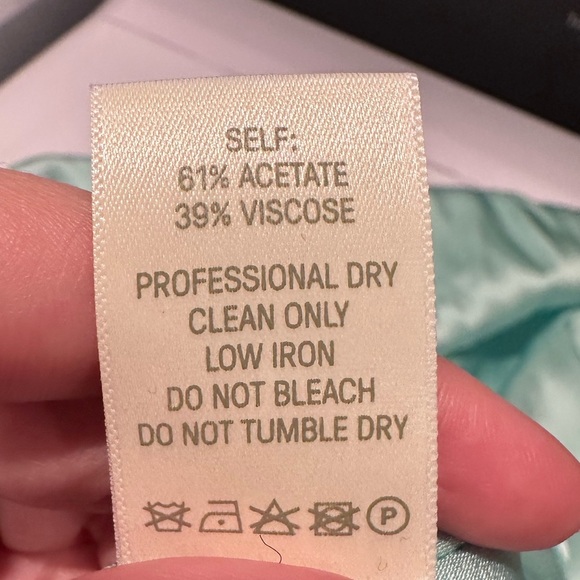 SELF:
61% ACETATE
39% VISCOSE
PROFESSIONAL DRY
CLEAN ONLY
LOW IRON
DO NOT BLEACH
DO NOT TUMBLE DRY
P